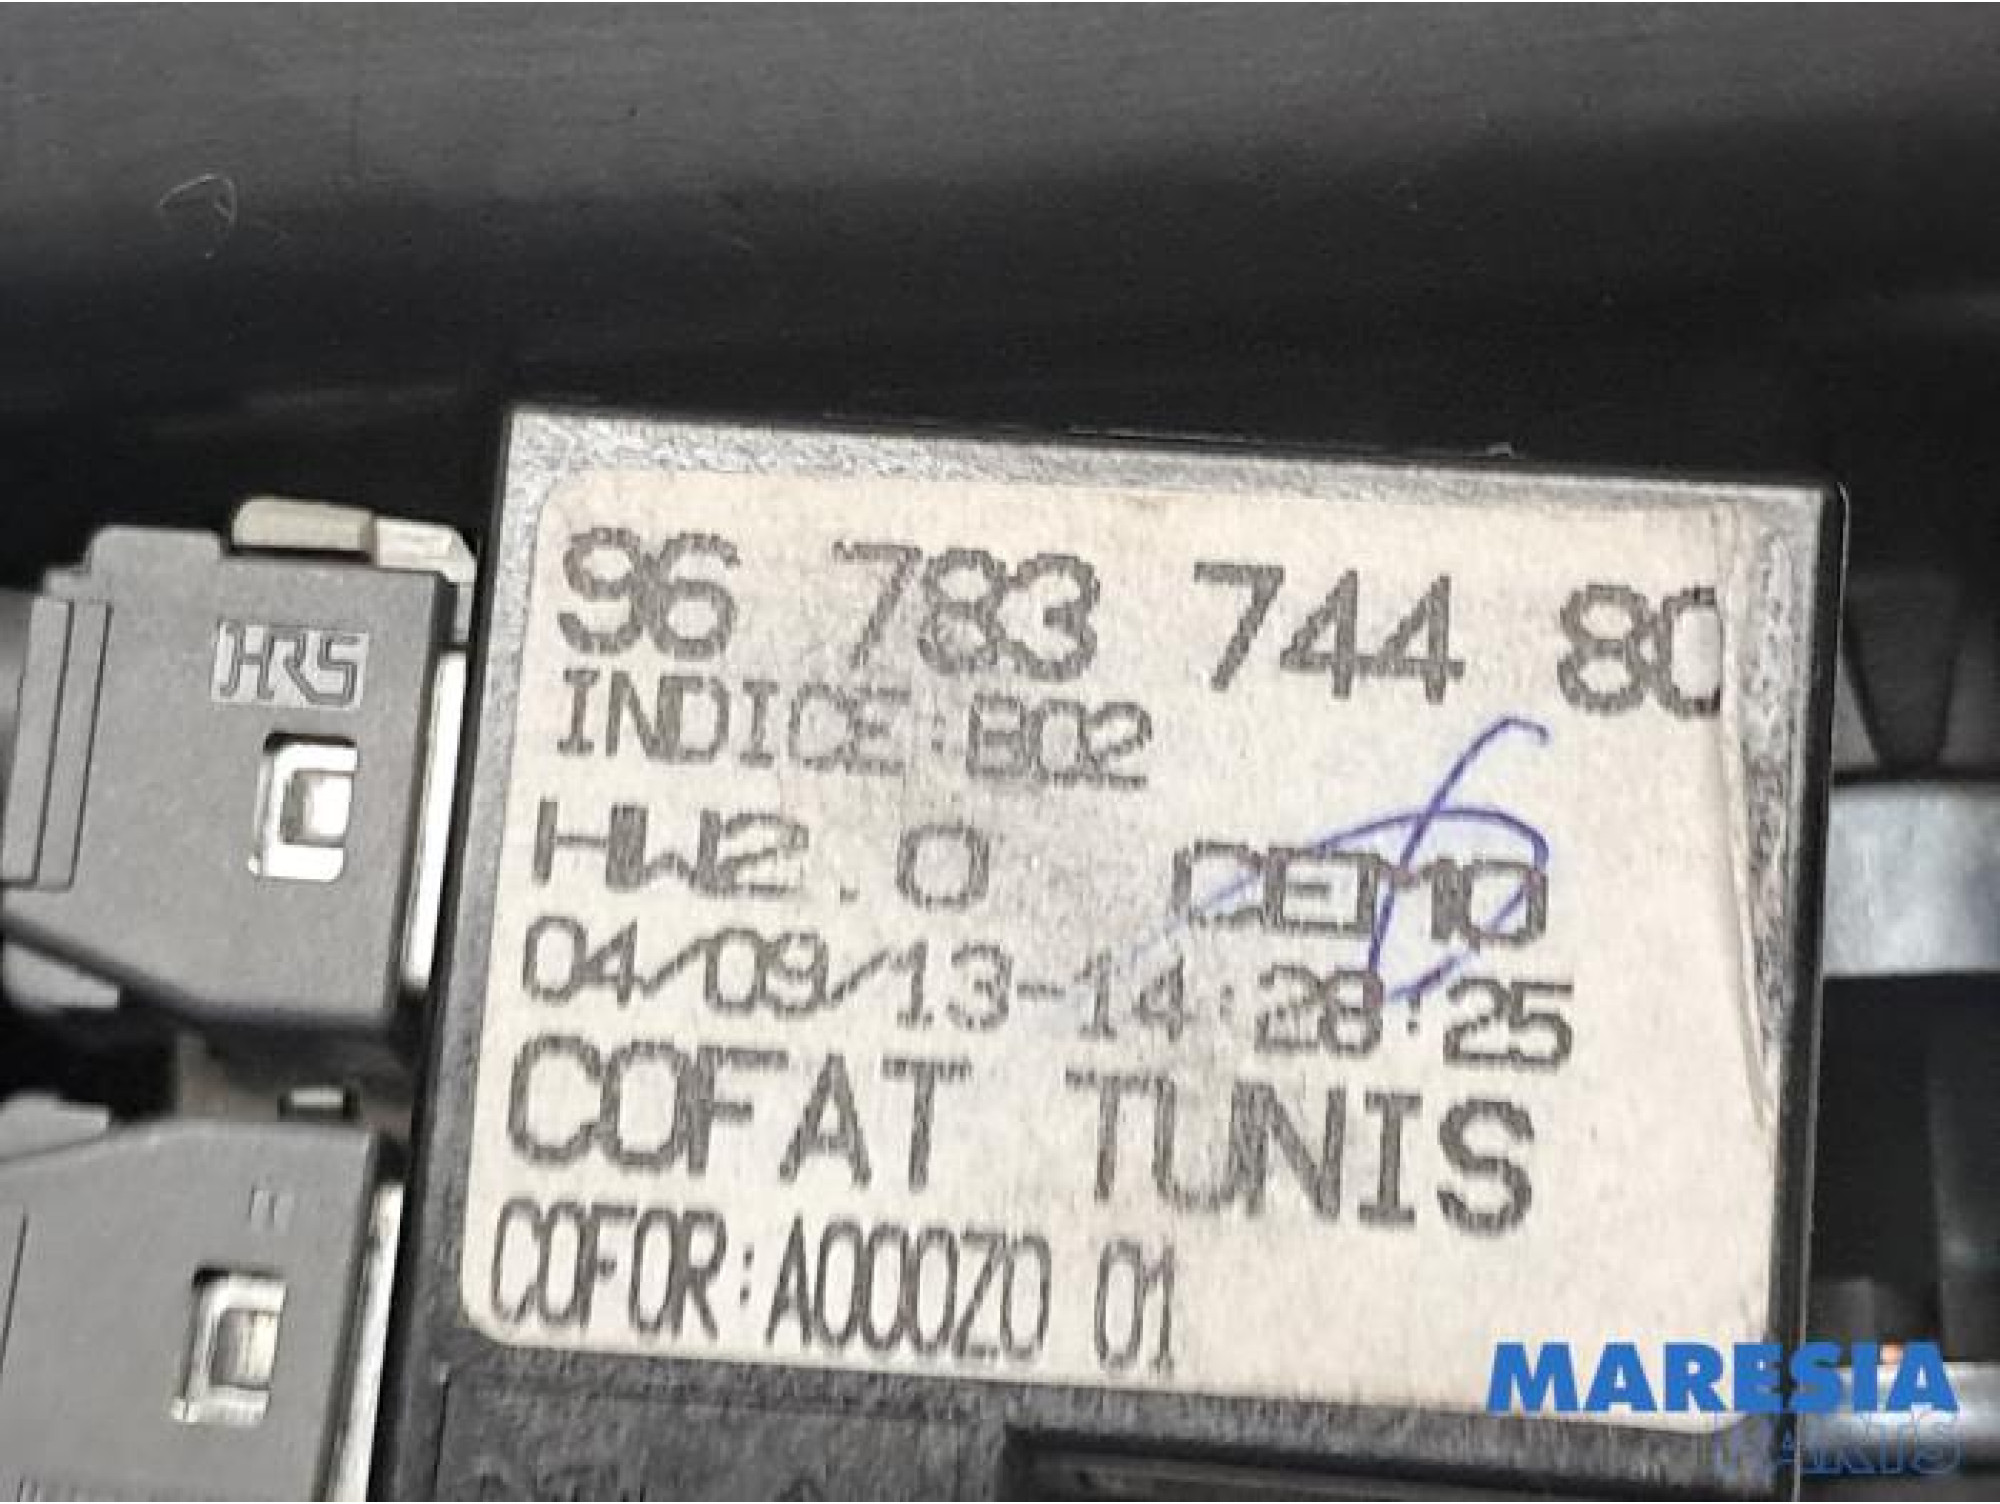 HRS
96 783 744 80
INDICE:B02
HW2.0 CEM10
04/09/13-14:28:25
COFAT TUNIS
COFOR:A000Z0 01
MARESIA
PARTS